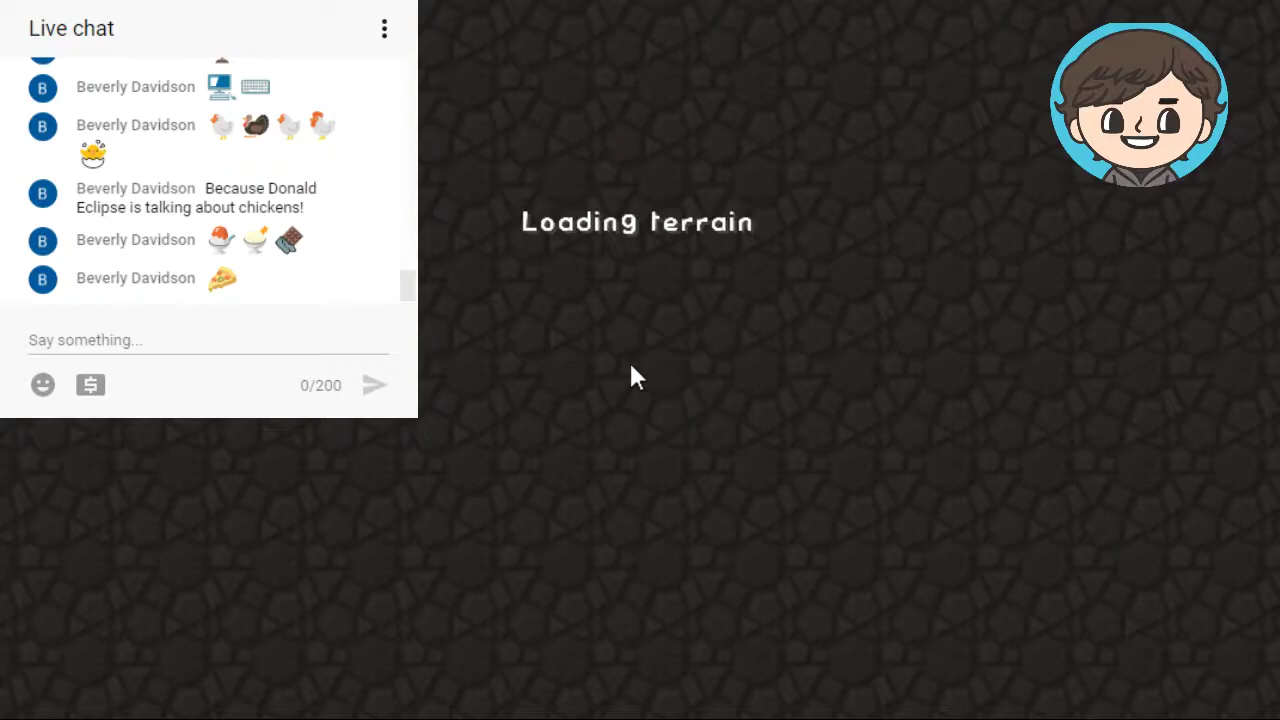 Live chat
B Beverly Davidson
B Beverly Davidson
B Beverly Davidson Because Donald
Eclipse is talking about chickens!
B Beverly Davidson
B Beverly Davidson
Say something...
0/200
Loading terrain